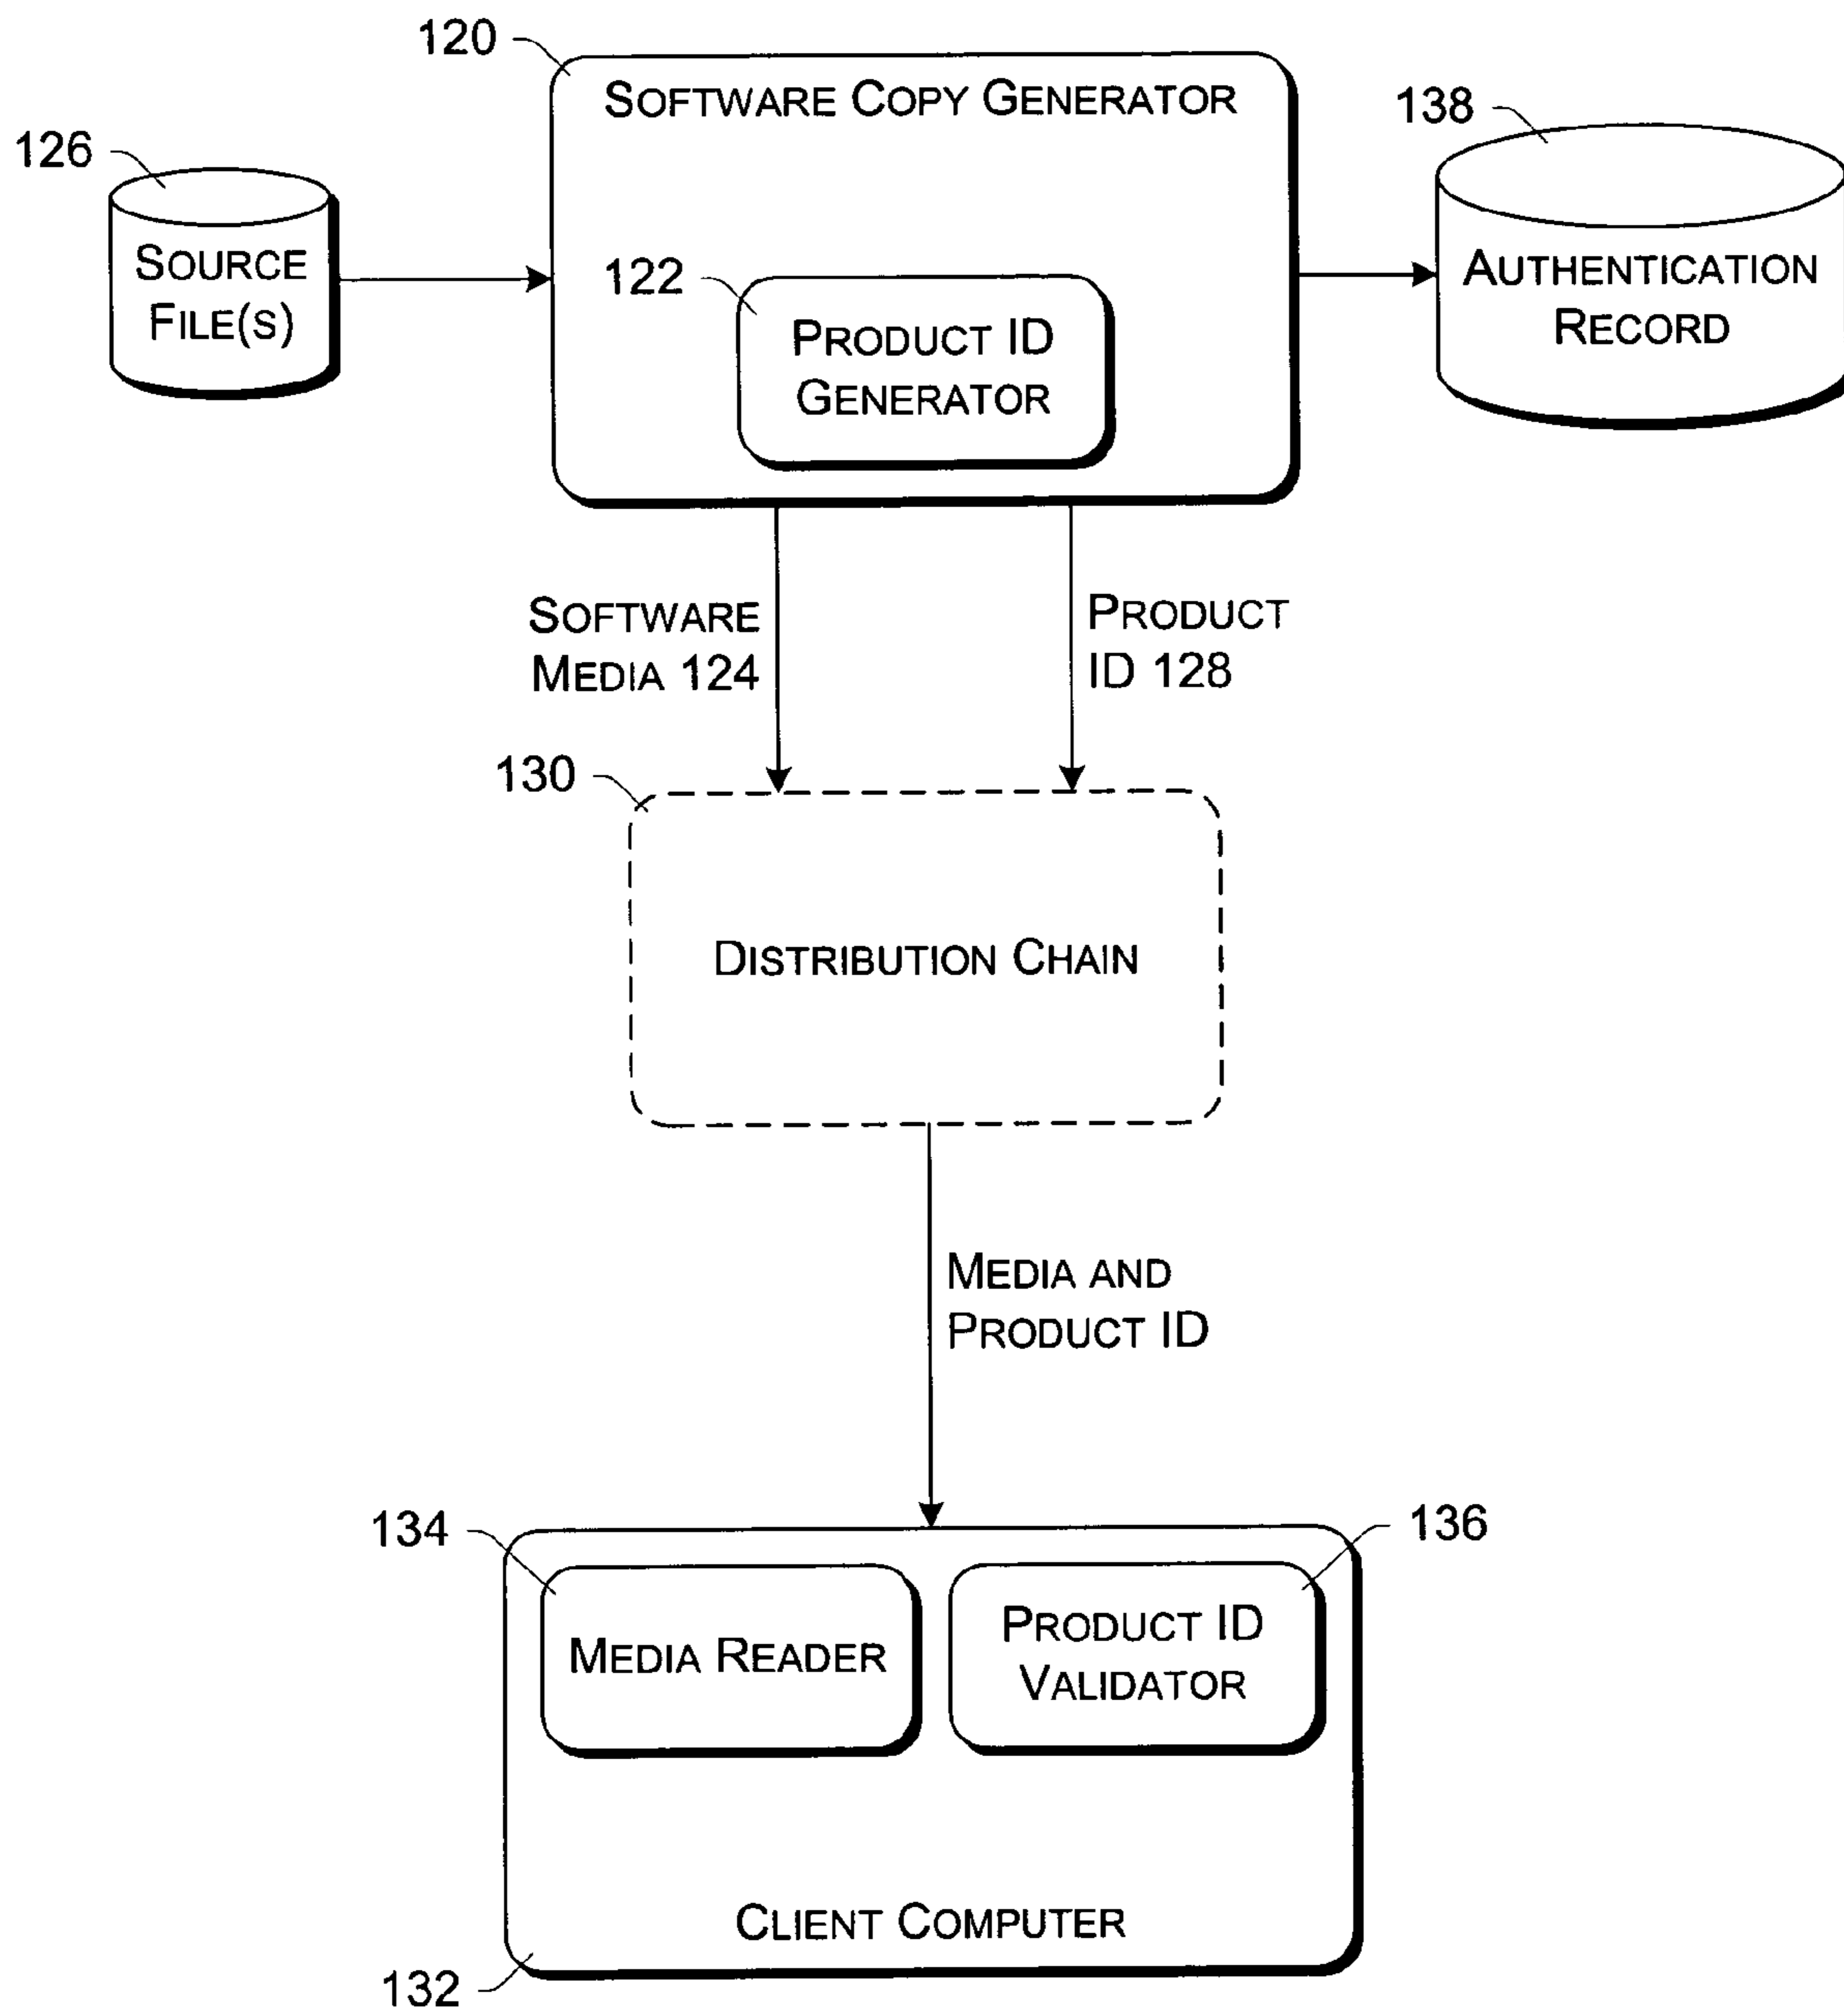 120
SOFTWARE COPY GENERATOR
138
126
SOURCE
FILE(S)
122
PRODUCT ID
GENERATOR
AUTHENTICATION
RECORD
SOFTWARE
MEDIA 124
PRODUCT
ID 128
130
DISTRIBUTION CHAIN
MEDIA AND
PRODUCT ID
134
136
MEDIA READER
PRODUCT ID
VALIDATOR
CLIENT COMPUTER
132